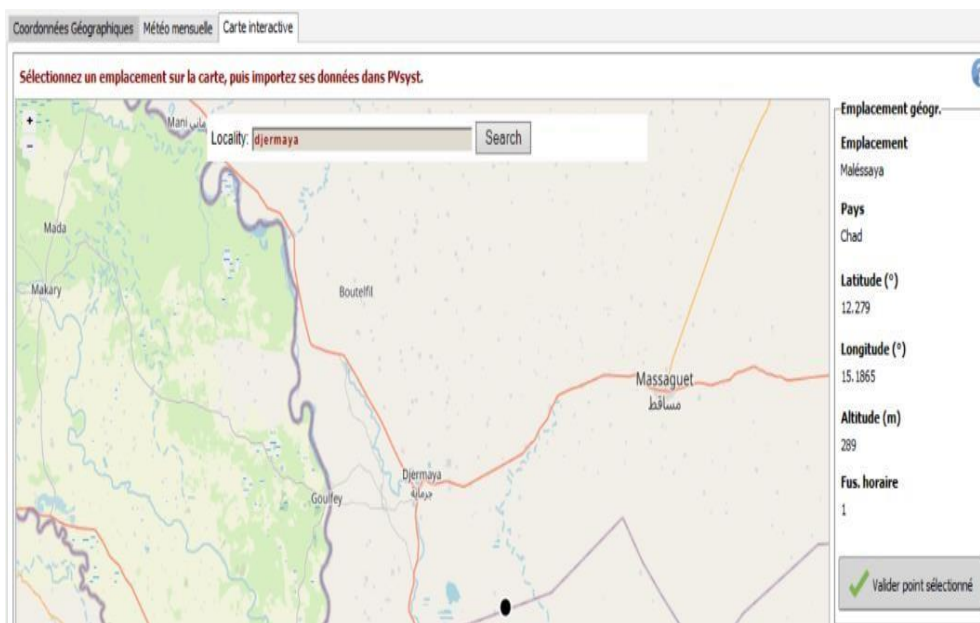 Coordonnées Géographiques Météo mensuelle Carte interactive
Sélectionnez un emplacement sur la carte, puis importez ses données dans PVsyst.
+
-
Mani ماني
Locality: djermaya Search
Mada
Makary
Boutelfil
Massaguet
مساقط
Djermaya
جرماية
Goulfey
Emplacement géogr.
Emplacement
Maléssaya
Pays
Chad
Latitude (°)
12.279
Longitude (°)
15.1865
Altitude (m)
289
Fus. horaire
1
Valider point sélectionné